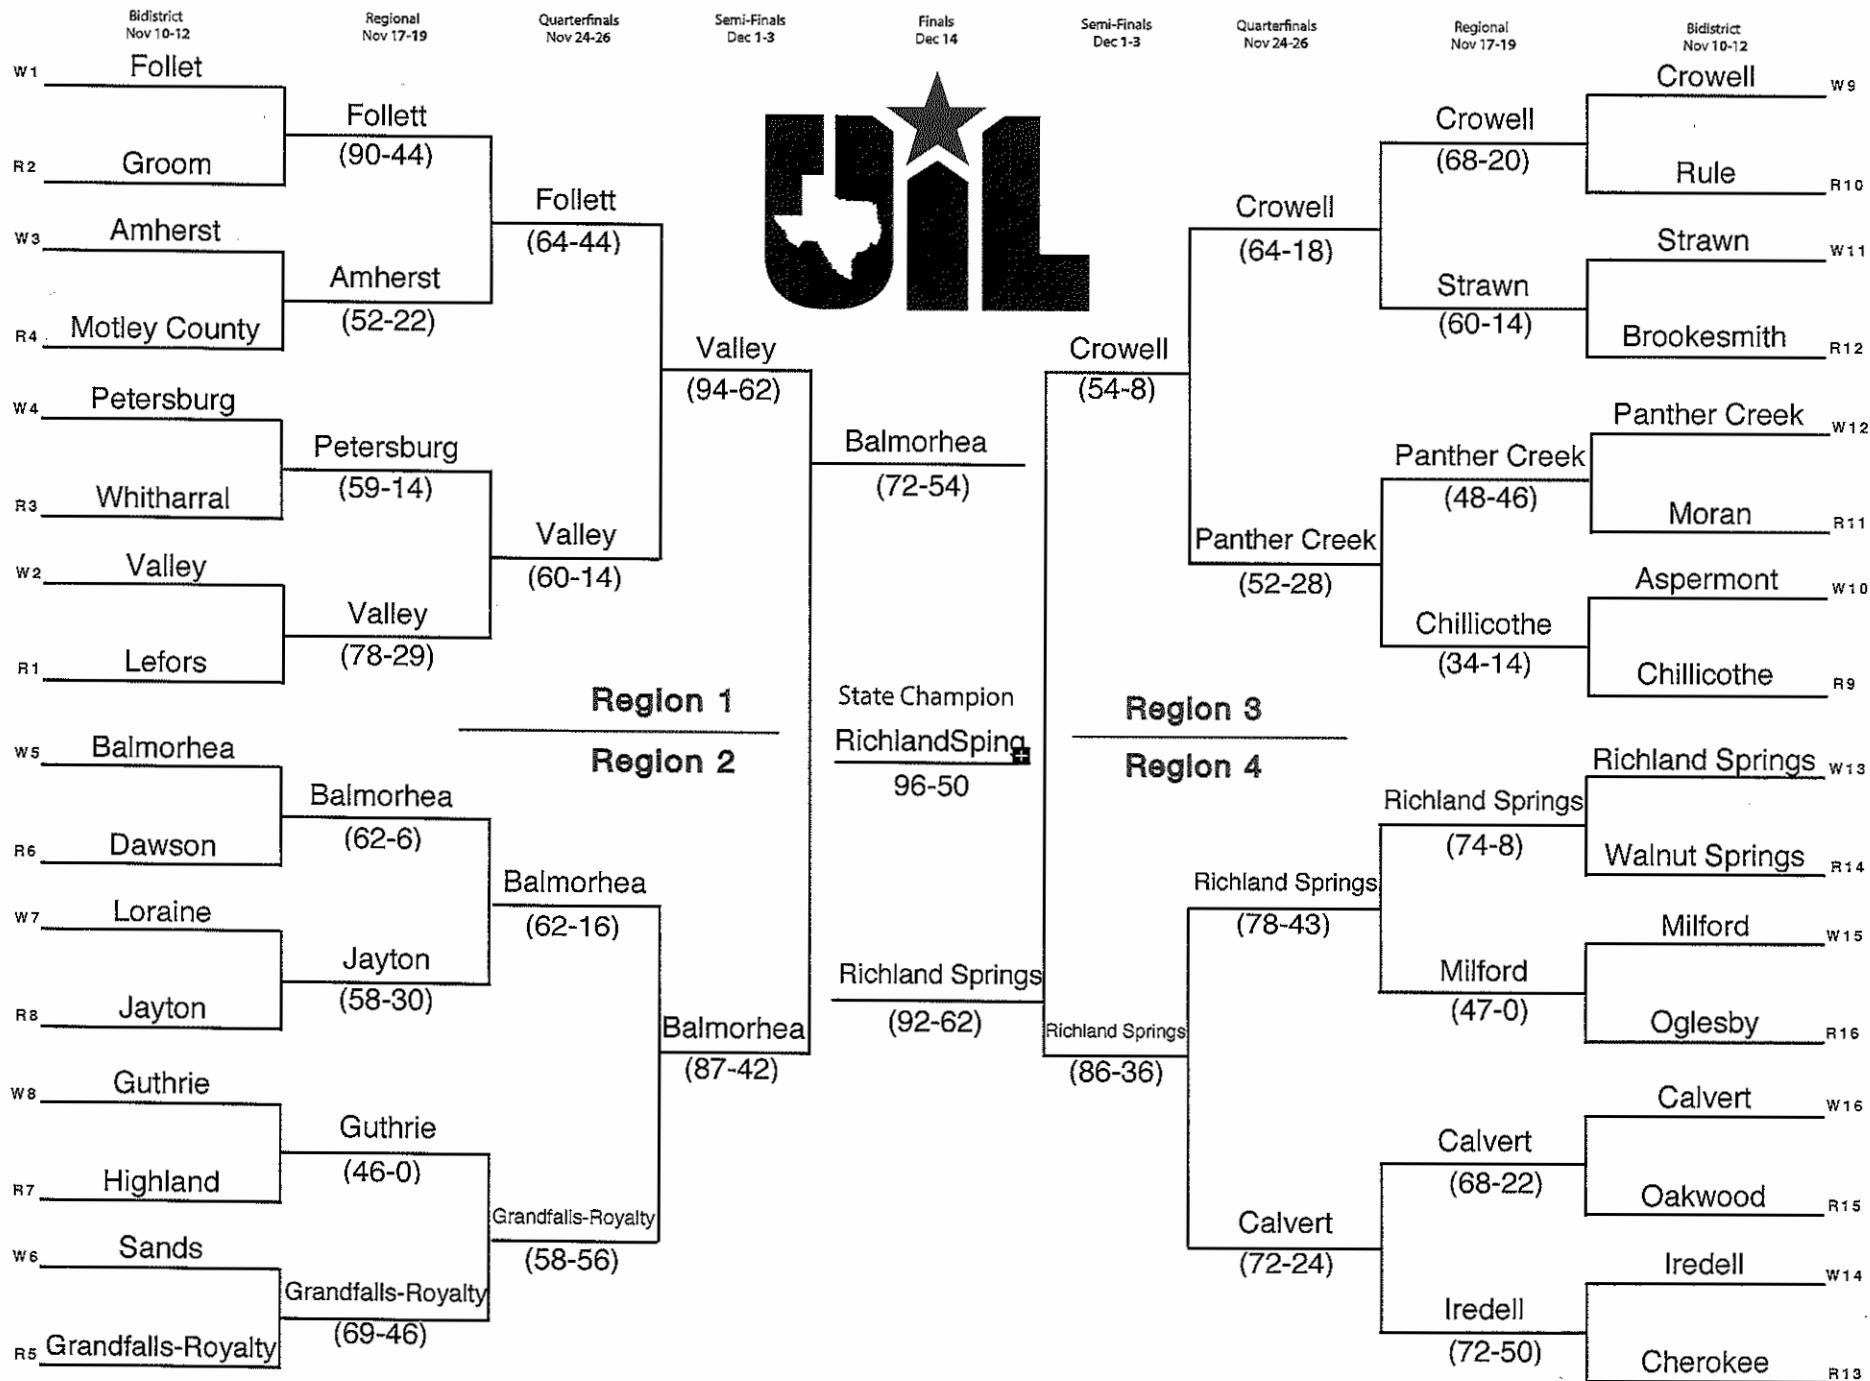 Bidistrict
Nov 10-12
Regional
Nov 17-19
Quarterfinals
Nov 24-26
Semi-Finals
Dec 1-3
Finals
Dec 14
Semi-Finals
Dec 1-3
Quarterfinals
Nov 24-26
Regional
Nov 17-19
Bidistrict
Nov 10-12
W1 Follet
R2 Groom
W3 Amherst
R4 Motley County
W4 Petersburg
R3 Whitharral
W2 Valley
R1 Lefors
W5 Balmorhea
R6 Dawson
W7 Loraine
R8 Jayton
W8 Guthrie
R7 Highland
W6 Sands
R5 Grandfalls-Royalty
Follett
(90-44)
Amherst
(52-22)
Petersburg
(59-14)
Valley
(78-29)
Balmorhea
(62-6)
Jayton
(58-30)
Guthrie
(46-0)
Grandfalls-Royalty
(69-46)
Follett
(64-44)
Valley
(60-14)
Balmorhea
(62-16)
Grandfalls-Royalty
(58-56)
Valley
(94-62)
Region 1
Region 2
Balmorhea
(87-42)
UIL
Balmorhea
(72-54)
State Champion
RichlandSping
96-50
Richland Springs
(92-62)
Crowell
(54-8)
Region 3
Region 4
Richland Springs
(86-36)
Crowell
(64-18)
Panther Creek
(52-28)
Richland Springs
(78-43)
Calvert
(72-24)
Crowell
(68-20)
Strawn
(60-14)
Panther Creek
(48-46)
Chillicothe
(34-14)
Richland Springs
(74-8)
Milford
(47-0)
Calvert
(68-22)
Iredell
(72-50)
Crowell W9
Rule R10
Strawn W11
Brookesmith R12
Panther Creek W12
Moran R11
Aspermont W10
Chillicothe R9
Richland Springs W13
Walnut Springs R14
Milford W15
Oglesby R16
Calvert W16
Oakwood R15
Iredell W14
Cherokee R13